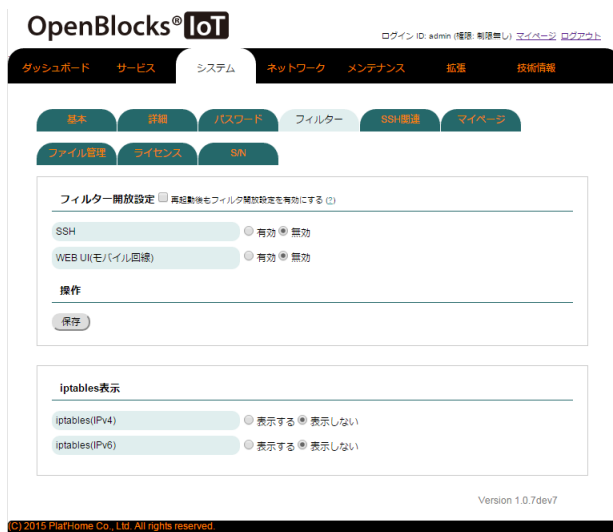 OpenBlocks® IoT
ログイン ID: admin (権限: 制限無し) マイページ ログアウト
ダッシュボード サービス システム ネットワーク メンテナンス 拡張 技術情報
基本 詳細 パスワード フィルター SSH関連 マイページ
ファイル管理 ライセンス S/N
フィルター開放設定 再起動後もフィルタ開放設定を有効にする (?)
SSH 有効 無効
WEB UI(モバイル回線) 有効 無効
操作
保存
iptables表示
iptables(IPv4) 表示する 表示しない
iptables(IPv6) 表示する 表示しない
Version 1.0.7dev7
(C) 2015 Plat'Home Co., Ltd. All rights reserved.